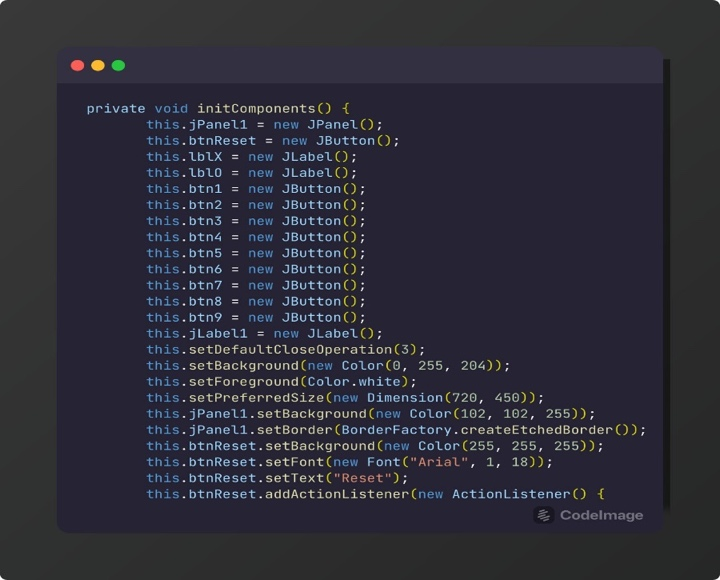 private void initComponents() {
this.jPanel1 = new JPanel();
this.btnReset = new JButton();
this.lblX = new JLabel();
this.lblO = new JLabel();
this.btn1 = new JButton();
this.btn2 = new JButton();
this.btn3 = new JButton();
this.btn4 = new JButton();
this.btn5 = new JButton();
this.btn6 = new JButton();
this.btn7 = new JButton();
this.btn8 = new JButton();
this.btn9 = new JButton();
this.jLabel1 = new JLabel();
this.setDefaultCloseOperation(3);
this.setBackground(new Color(0, 255, 204));
this.setForeground(Color.white);
this.setPreferredSize(new Dimension(720, 450));
this.jPanel1.setBackground(new Color(102, 102, 255));
this.jPanel1.setBorder(BorderFactory.createEtchedBorder());
this.btnReset.setBackground(new Color(255, 255, 255));
this.btnReset.setFont(new Font("Arial", 1, 18));
this.btnReset.setText("Reset");
this.btnReset.addActionListener(new ActionListener() {
CodeImage